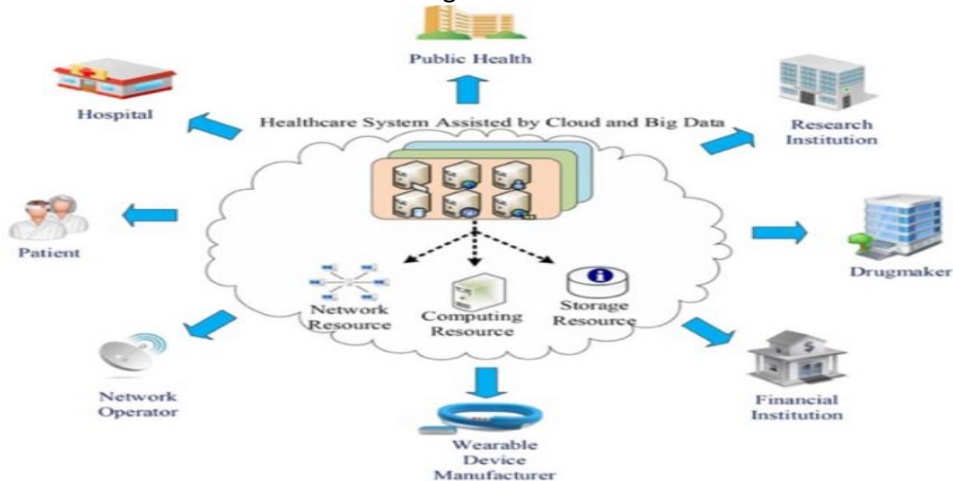 Public Health
Hospital
Healthcare System Assisted by Cloud and Big Data
Research
Institution
Patient
Drugmaker
Network
Resource
Computing
Resource
Storage
Resource
Network
Operator
Financial
Institution
Wearable
Device
Manufacturer